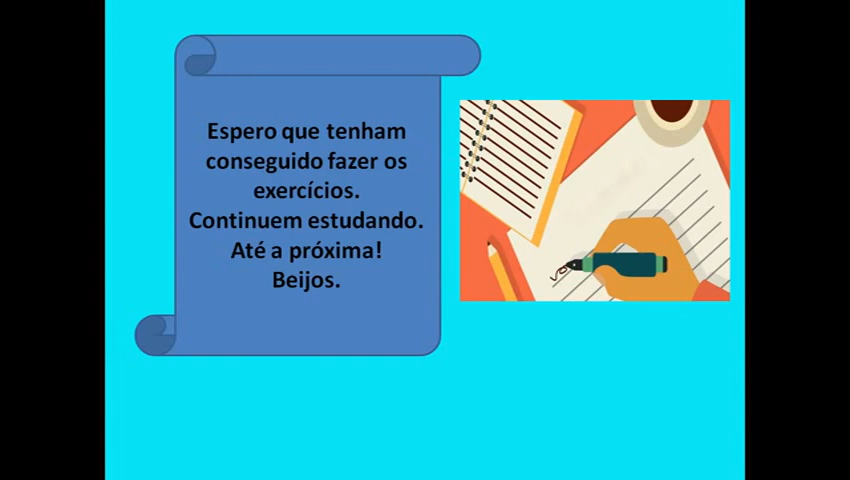 Espero que tenham
conseguido fazer os
exercícios.
Continuem estudando.
Até a próxima!
Beijos.